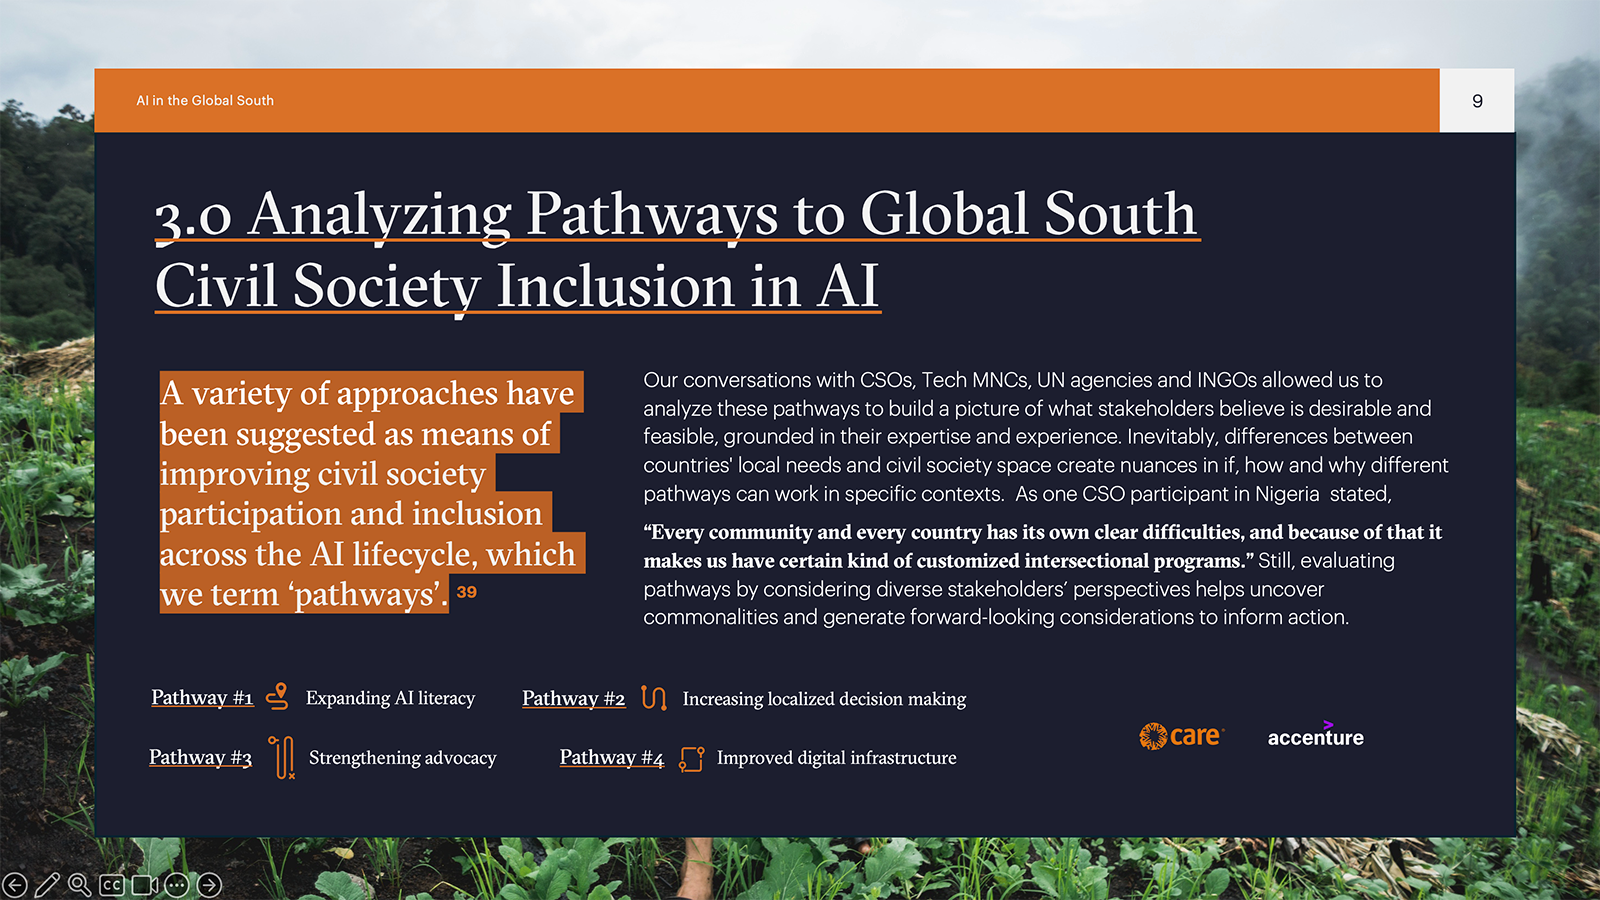 AI in the Global South
9
3.0 Analyzing Pathways to Global South
Civil Society Inclusion in AI
A variety of approaches have
been suggested as means of
improving civil society
participation and inclusion
across the AI lifecycle, which
we term ‘pathways’. 39
Our conversations with CSOs, Tech MNCs, UN agencies and INGOs allowed us to
analyze these pathways to build a picture of what stakeholders believe is desirable and
feasible, grounded in their expertise and experience. Inevitably, differences between
countries' local needs and civil society space create nuances in if, how and why different
pathways can work in specific contexts.  As one CSO participant in Nigeria  stated,
“Every community and every country has its own clear difficulties, and because of that it
makes us have certain kind of customized intersectional programs.” Still, evaluating
pathways by considering diverse stakeholders’ perspectives helps uncover
commonalities and generate forward-looking considerations to inform action.
Pathway #1 Expanding AI literacy
Pathway #2 Increasing localized decision making
Pathway #3 Strengthening advocacy
Pathway #4 Improved digital infrastructure
care
accenture
CC